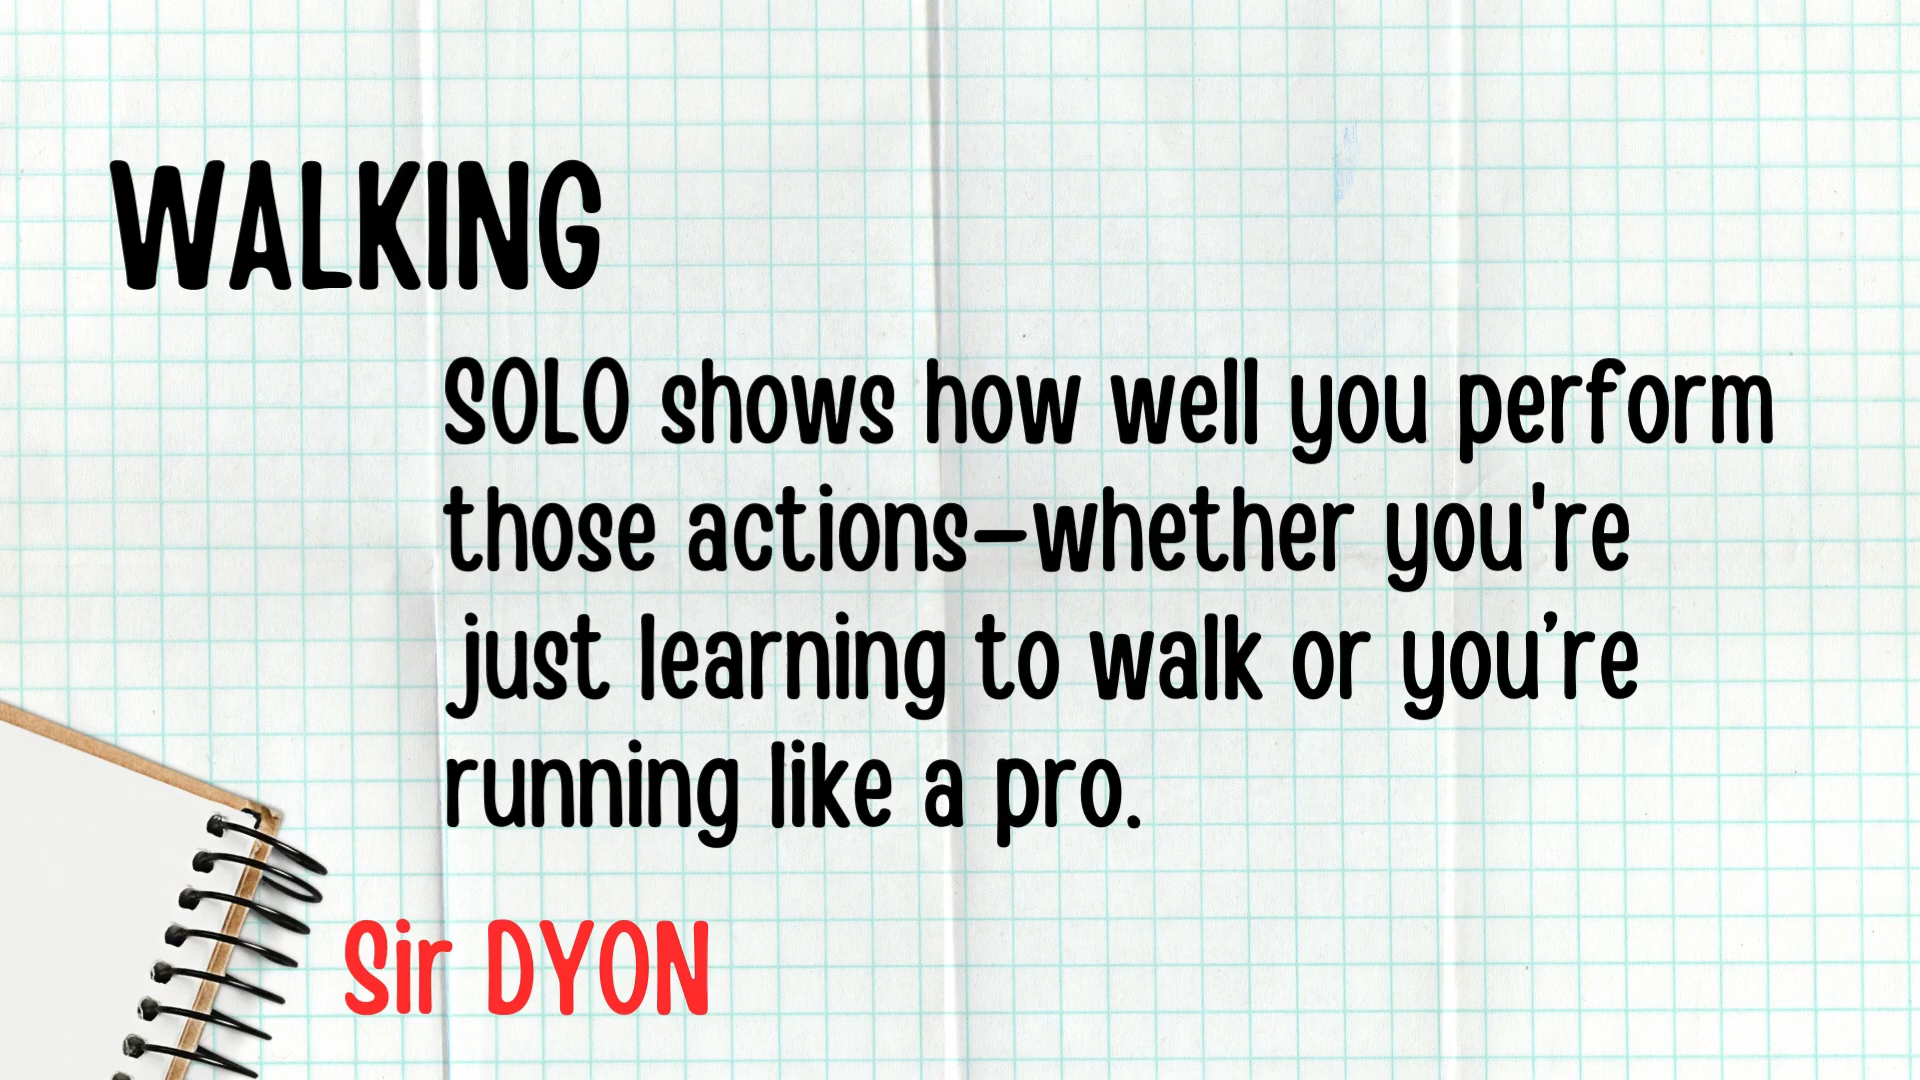 WALKING
SOLO shows how well you perform
those actions—whether you're
just learning to walk or you’re
running like a pro.
Sir DYON